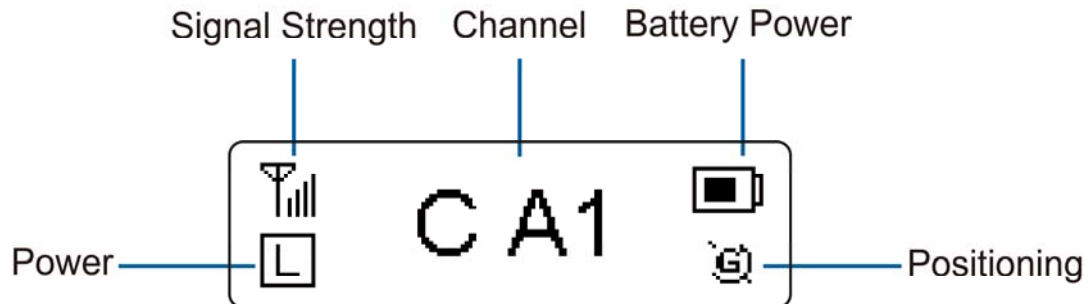 Signal Strength Channel Battery Power
C A1
Power L G Positioning